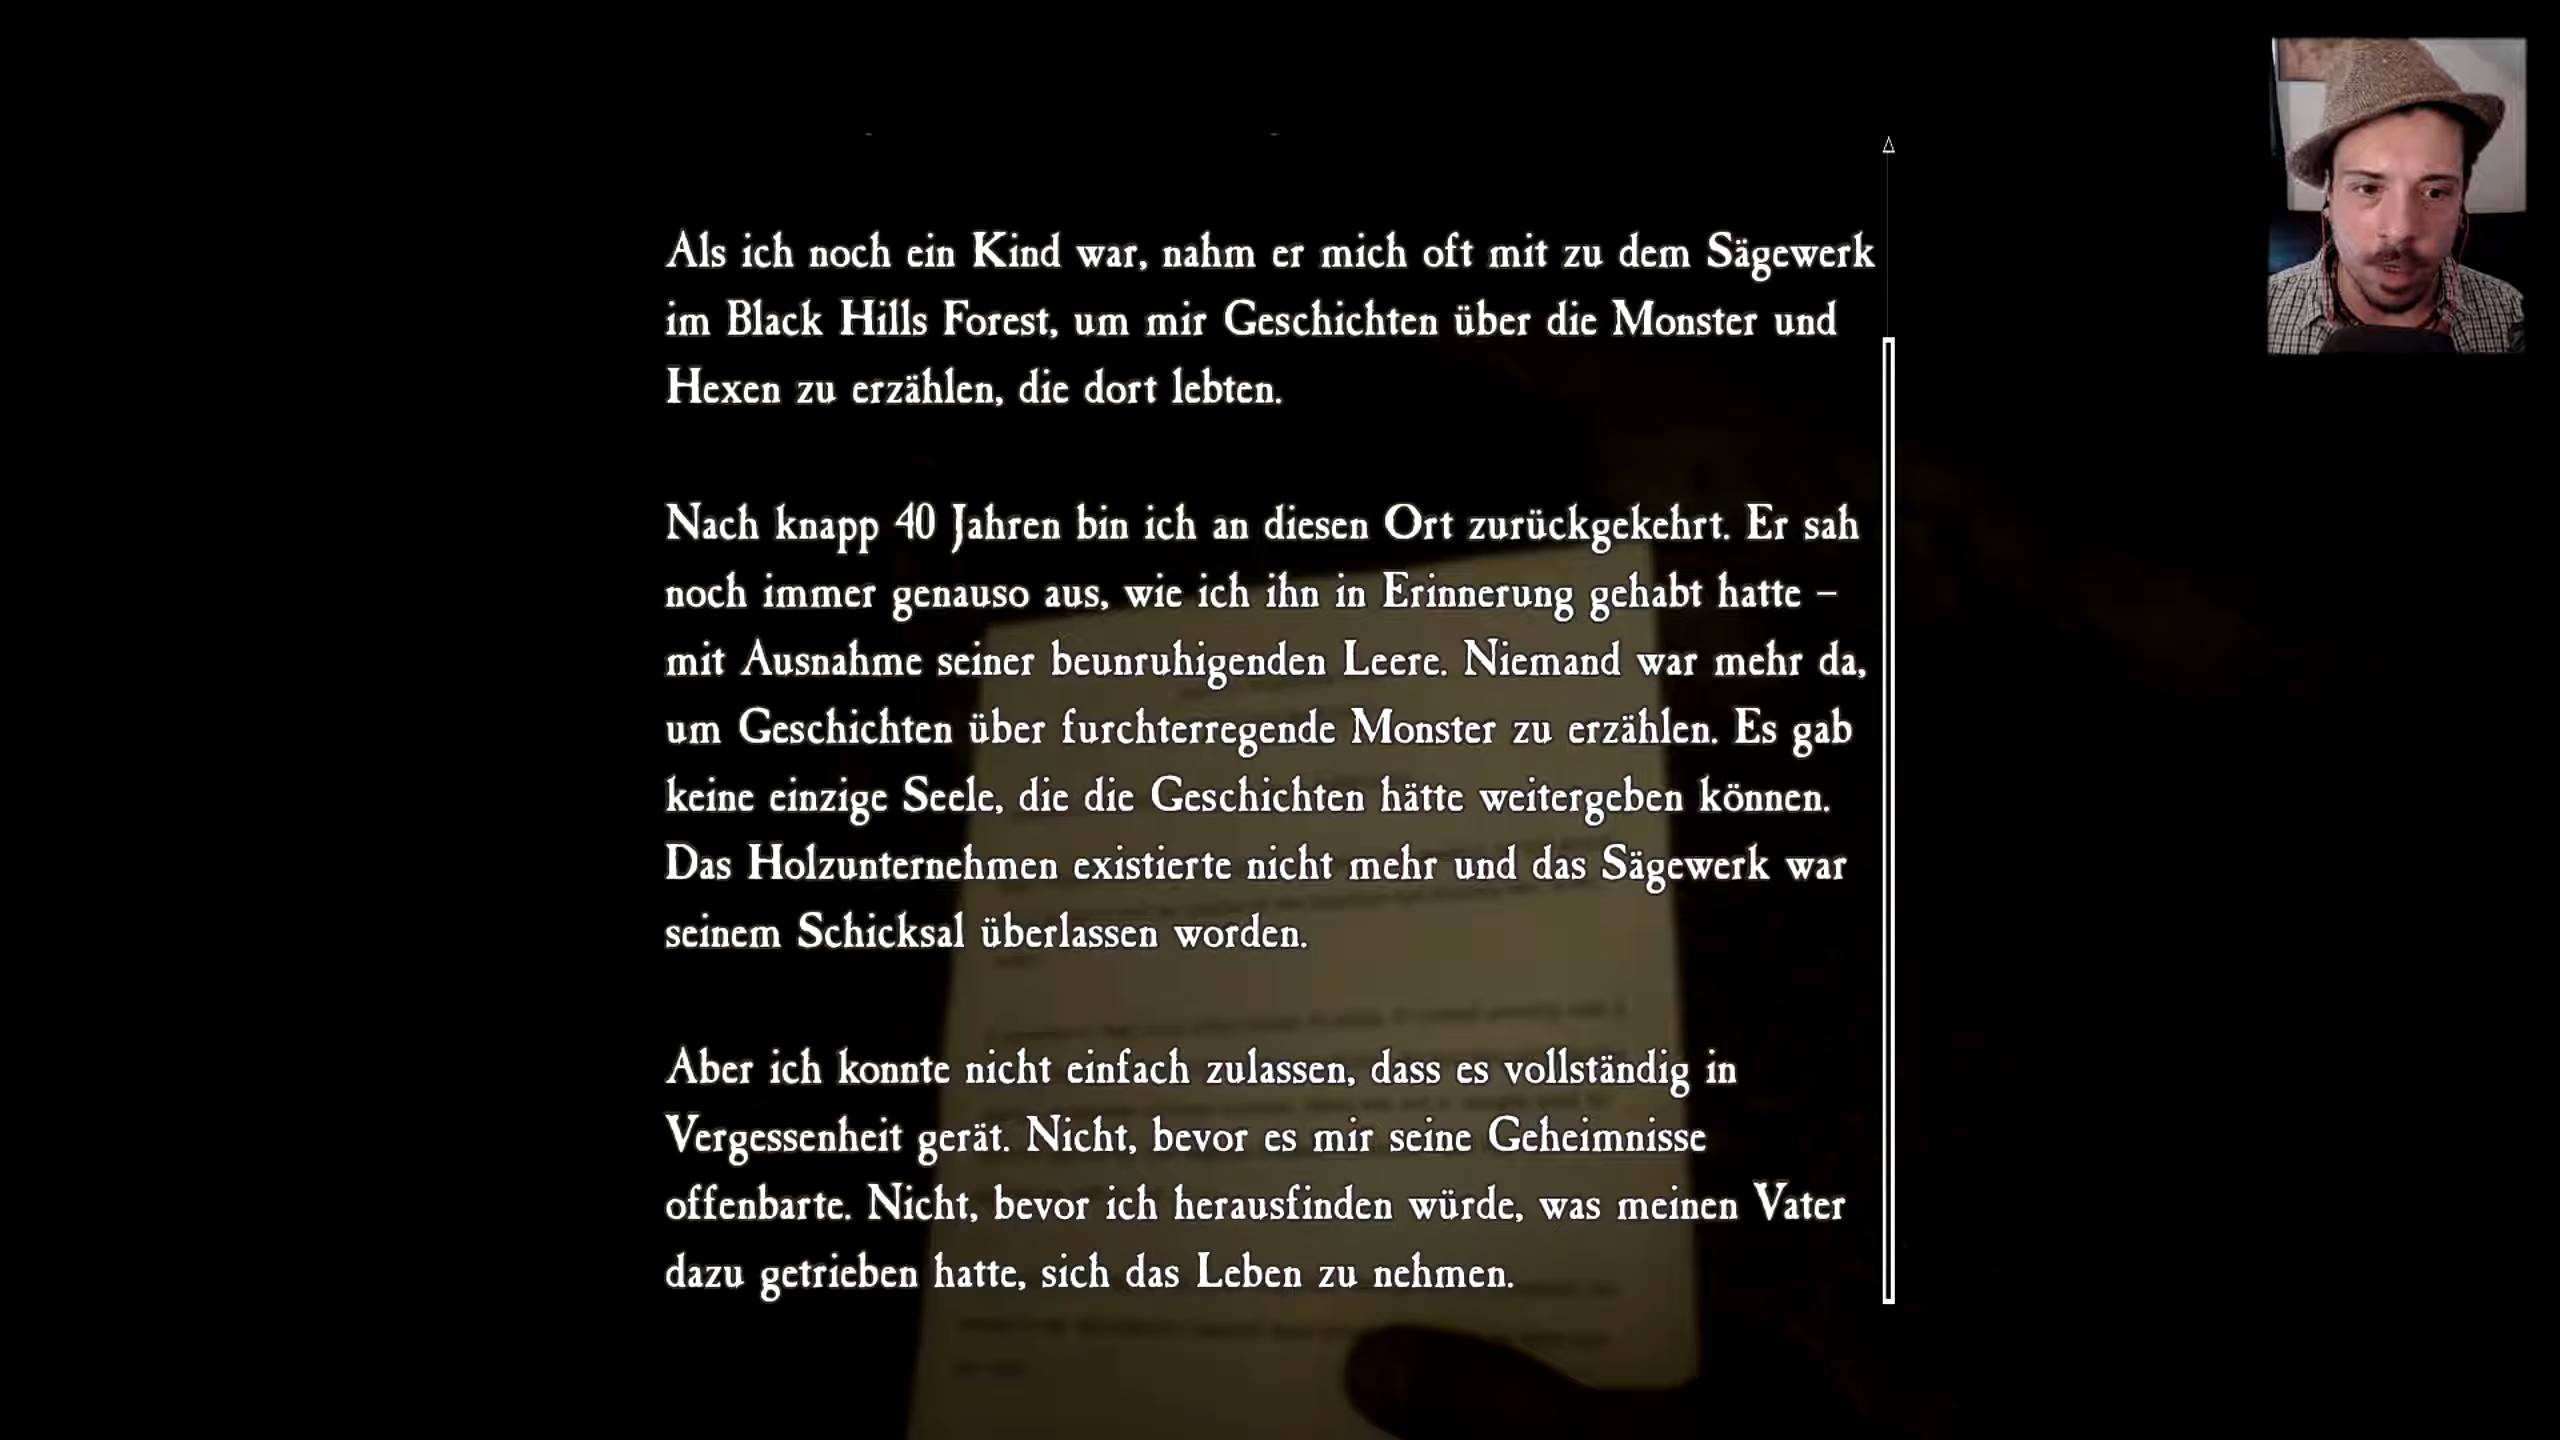 Als ich noch ein Kind war, nahm er mich oft mit zu dem Sägewerk
im Black Hills Forest, um mir Geschichten über die Monster und
Hexen zu erzählen, die dort lebten.
Nach knapp 40 Jahren bin ich an diesen Ort zurückgekehrt. Er sah
noch immer genauso aus, wie ich ihn in Erinnerung gehabt hatte –
mit Ausnahme seiner beunruhigenden Leere. Niemand war mehr da,
um Geschichten über furchterregende Monster zu erzählen. Es gab
keine einzige Seele, die die Geschichten hätte weitergeben können.
Das Holzunternehmen existierte nicht mehr und das Sägewerk war
seinem Schicksal überlassen worden.
Aber ich konnte nicht einfach zulassen, dass es vollständig in
Vergessenheit gerät. Nicht, bevor es mir seine Geheimnisse
offenbarte. Nicht, bevor ich herausfinden würde, was meinen Vater
dazu getrieben hatte, sich das Leben zu nehmen.